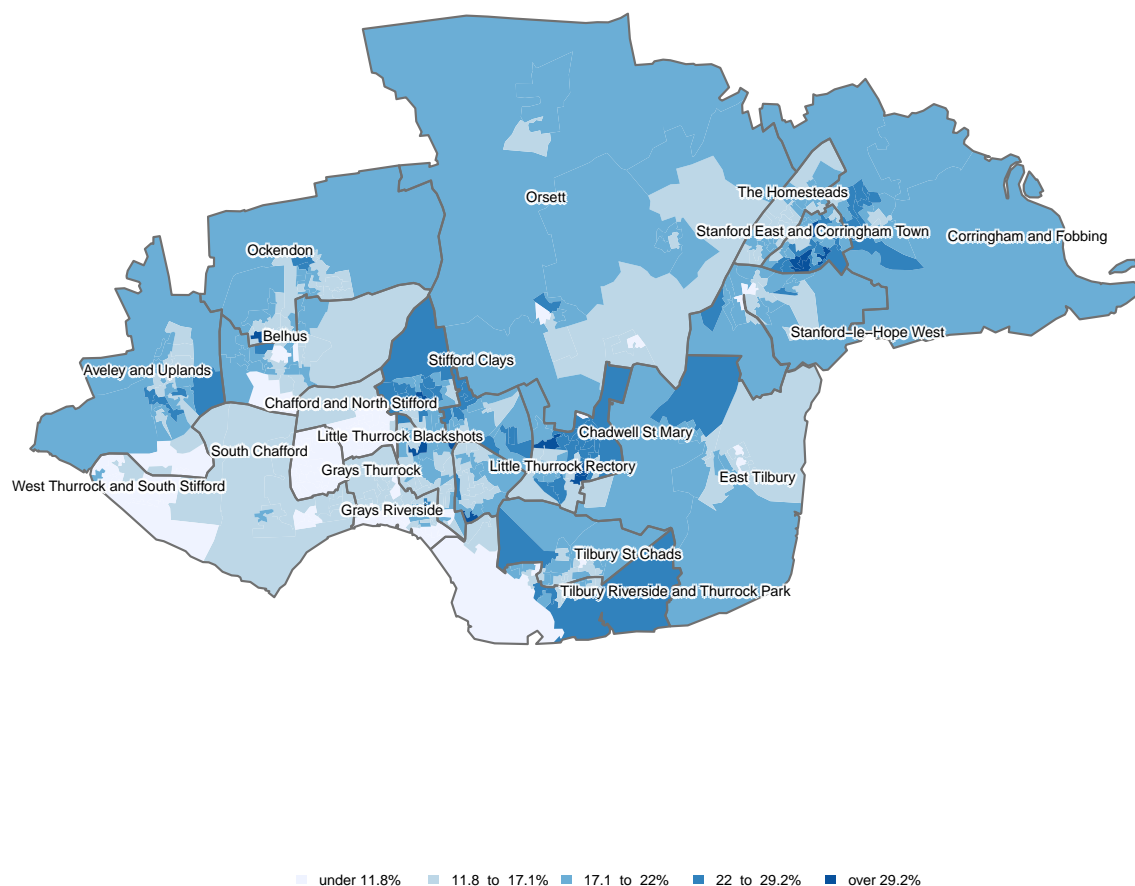 The Homesteads
Orsett
Stanford East and Corringham Town
Corringham and Fobbing
Ockendon
Stanford−le−Hope West
Belhus
Stifford Clays
Aveley and Uplands
Chafford and North Stifford
Chadwell St Mary
Little Thurrock Blackshots
South Chafford
Little Thurrock Rectory
Grays Thurrock
East Tilbury
West Thurrock and South Stifford
Grays Riverside
Tilbury St Chads
Tilbury Riverside and Thurrock Park
under 11.8% 11.8 to 17.1% 17.1 to 22% 22 to 29.2% over 29.2%